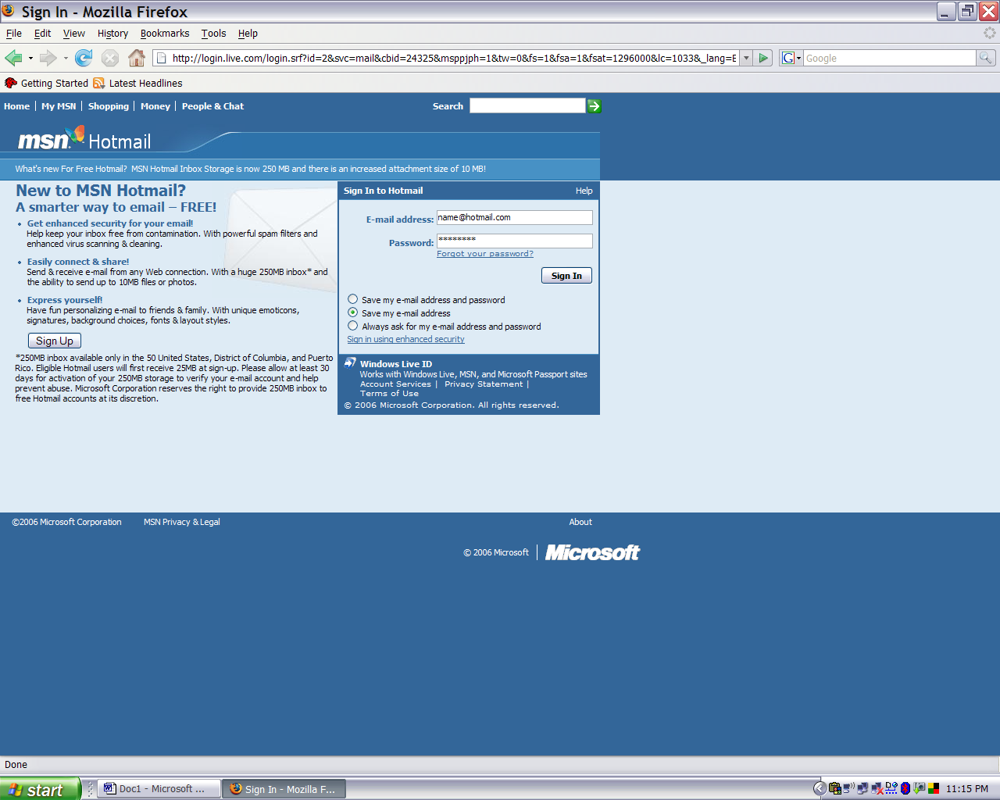 Sign In - Mozilla Firefox
File Edit View History Bookmarks Tools Help
http://login.live.com/login.srf?id=2&svc=mail&cbid=24325&msppjph=1&tw=0&fs=1&fsa=1&fsat=1296000&lc=1033&_lang=E
G Google
Getting Started Latest Headlines
Home | My MSN | Shopping | Money | People & Chat
Search
msn Hotmail
What's new For Free Hotmail? MSN Hotmail Inbox Storage is now 250 MB and there is an increased attachment size of 10 MB!
New to MSN Hotmail?
A smarter way to email – FREE!
• Get enhanced security for your email!
Help keep your inbox free from contamination. With powerful spam filters and
enhanced virus scanning & cleaning.
• Easily connect & share!
Send & receive e-mail from any Web connection. With a huge 250MB inbox* and
the ability to send up to 10MB files or photos.
• Express yourself!
Have fun personalizing e-mail to friends & family. With unique emoticons,
signatures, background choices, fonts & layout styles.
Sign Up
*250MB inbox available only in the 50 United States, District of Columbia, and Puerto
Rico. Eligible Hotmail users will first receive 25MB at sign-up. Please allow at least 30
days for activation of your 250MB storage to verify your e-mail account and help
prevent abuse. Microsoft Corporation reserves the right to provide 250MB inbox to
free Hotmail accounts at its discretion.
Sign In to Hotmail Help
E-mail address: name@hotmail.com
Password: ********
Forgot your password?
Sign In
Save my e-mail address and password
Save my e-mail address
Always ask for my e-mail address and password
Sign in using enhanced security
Windows Live ID
Works with Windows Live, MSN, and Microsoft Passport sites
Account Services | Privacy Statement |
Terms of Use
© 2006 Microsoft Corporation. All rights reserved.
©2006 Microsoft Corporation MSN Privacy & Legal About
© 2006 Microsoft | Microsoft
Done
start Doc1 - Microsoft ... Sign In - Mozilla F... 11:15 PM